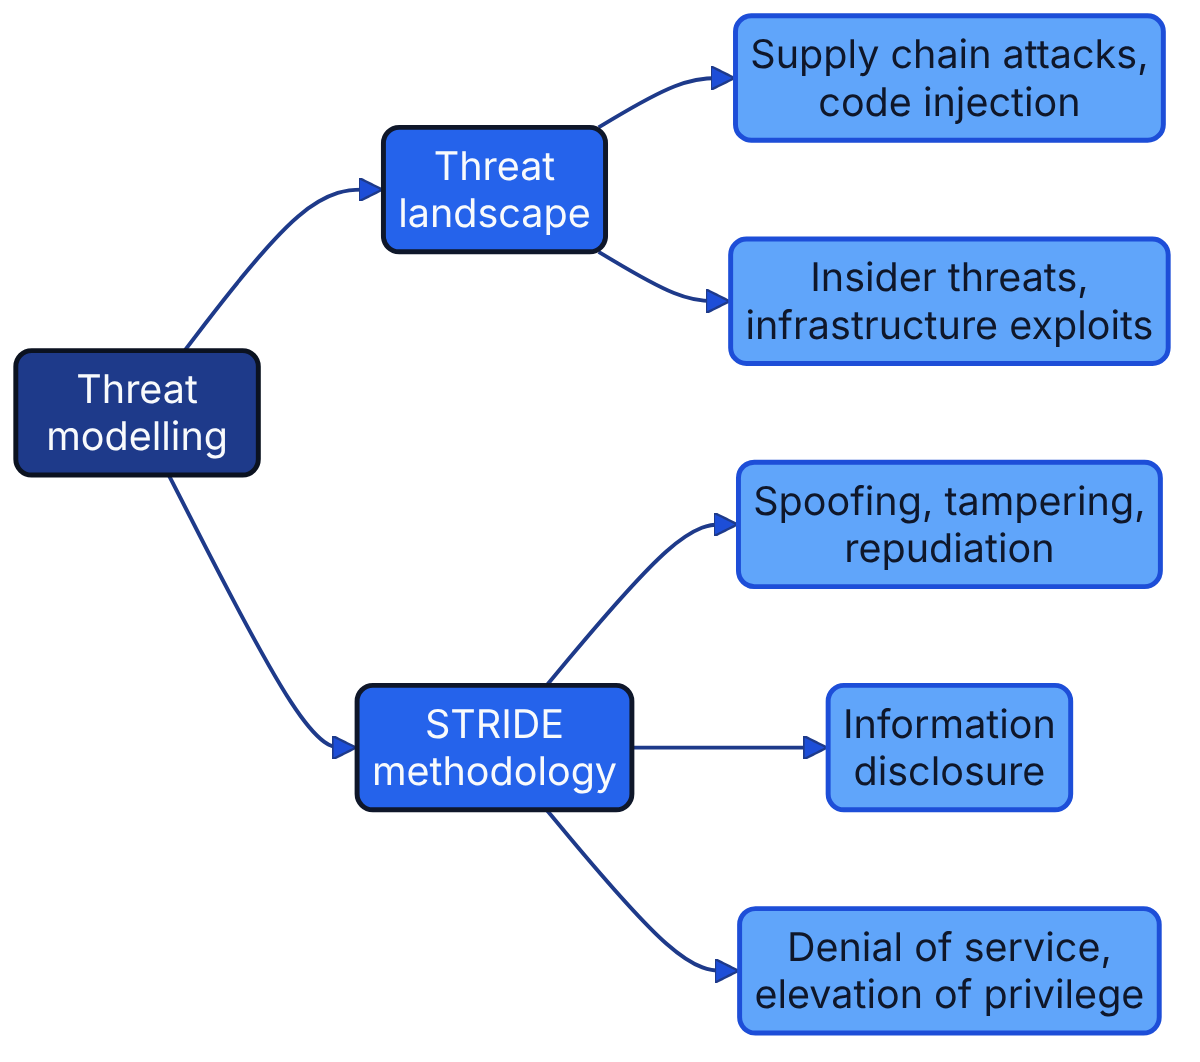 Supply chain attacks,
code injection
Threat
landscape
Insider threats,
infrastructure exploits
Threat
modelling
Spoofing, tampering,
repudiation
STRIDE
methodology
Information
disclosure
Denial of service,
elevation of privilege